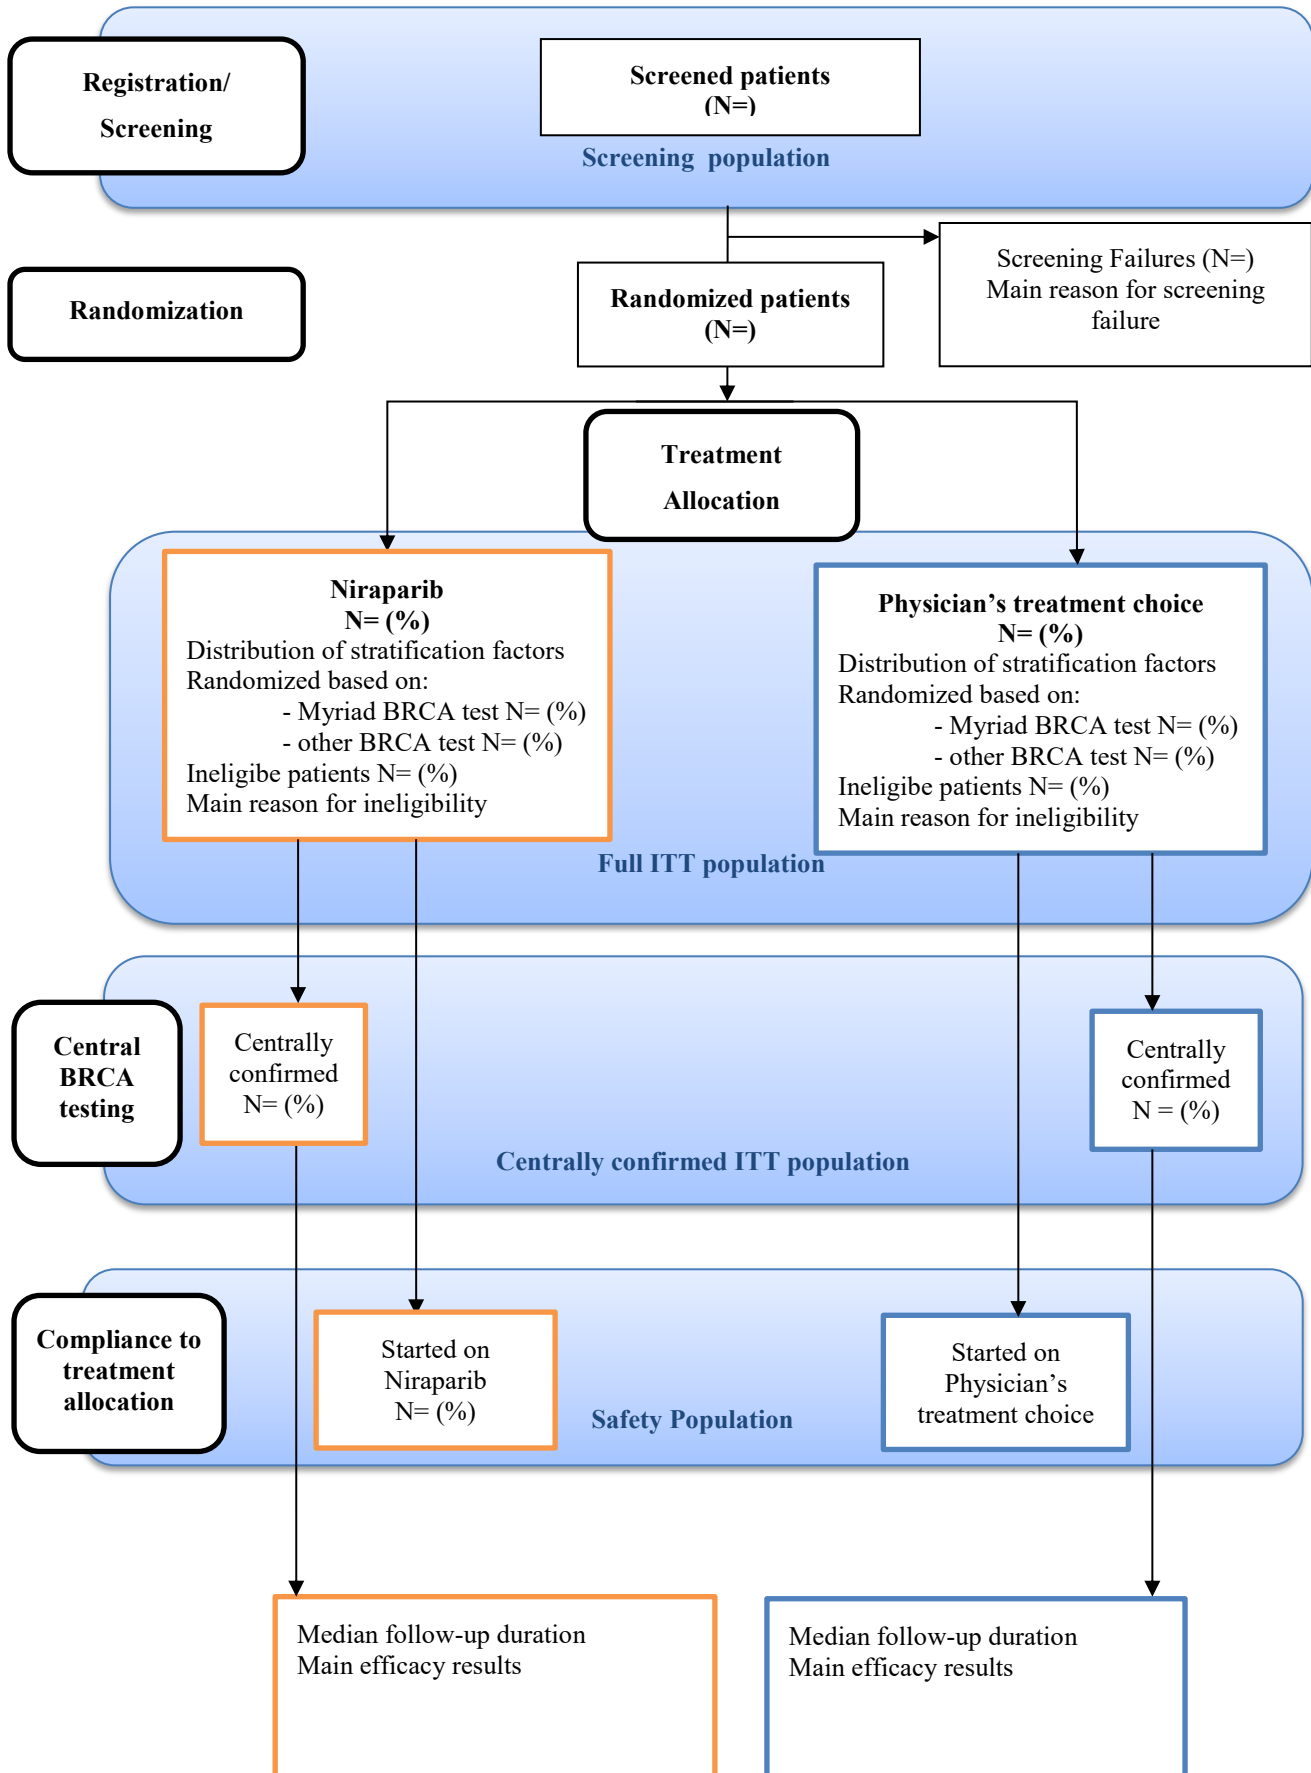 Registration/
Screening
Screened patients
(N=)
Screening population
Screening Failures (N=)
Main reason for screening
failure
Randomization
Randomized patients
(N=)
Treatment
Allocation
Niraparib
N= (%)
Distribution of stratification factors
Randomized based on:
- Myriad BRCA test N= (%)
- other BRCA test N= (%)
Ineligibe patients N= (%)
Main reason for ineligibility
Physician’s treatment choice
N= (%)
Distribution of stratification factors
Randomized based on:
- Myriad BRCA test N= (%)
- other BRCA test N= (%)
Ineligibe patients N= (%)
Main reason for ineligibility
Full ITT population
Central
BRCA
testing
Centrally
confirmed
N= (%)
Centrally
confirmed
N = (%)
Centrally confirmed ITT population
Compliance to
treatment
allocation
Started on
Niraparib
N= (%)
Started on
Physician’s
treatment choice
Safety Population
Median follow-up duration
Main efficacy results
Median follow-up duration
Main efficacy results